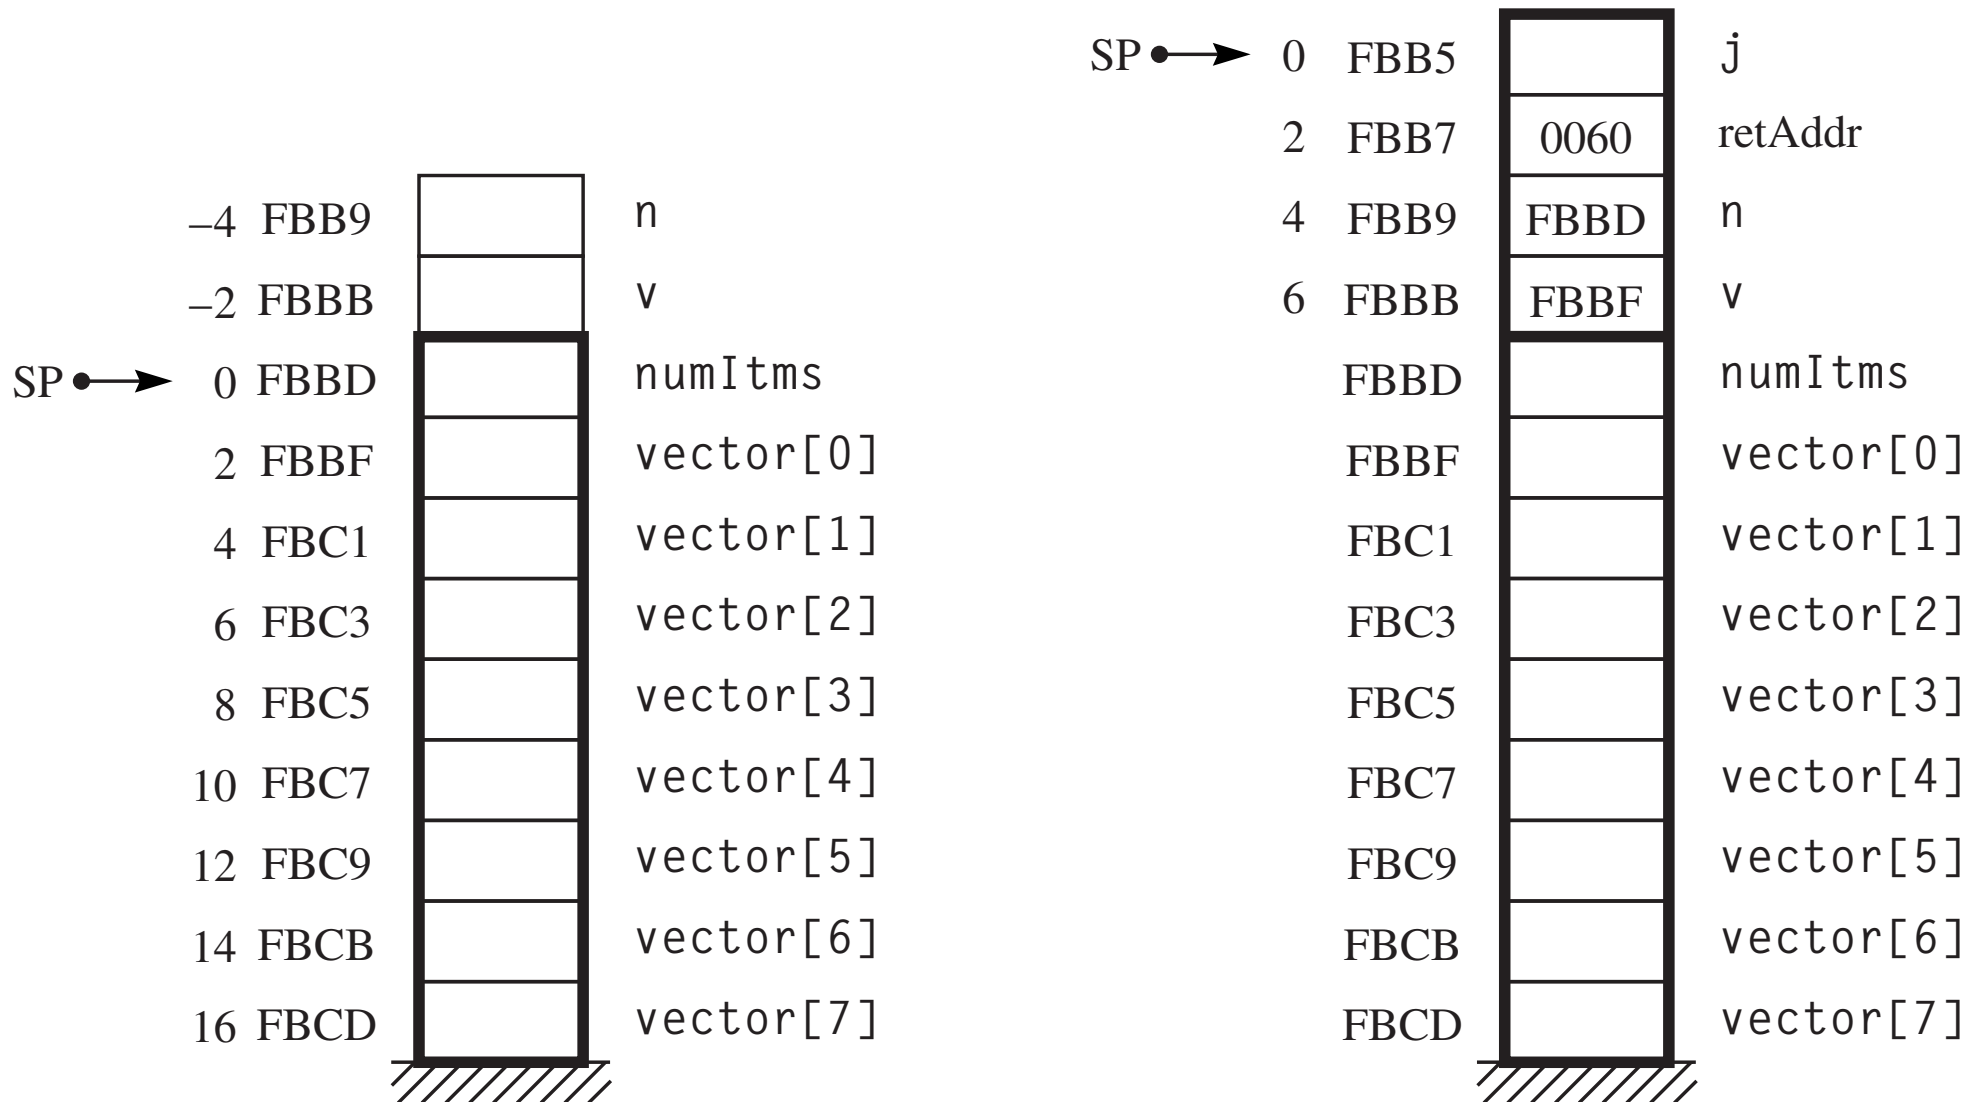 –4 FBB9 n
–2 FBBB v
SP 0 FBBD numItms
2 FBBF vector[0]
4 FBC1 vector[1]
6 FBC3 vector[2]
8 FBC5 vector[3]
10 FBC7 vector[4]
12 FBC9 vector[5]
14 FBCB vector[6]
16 FBCD vector[7]
SP 0 FBB5 j
2 FBB7 0060 retAddr
4 FBB9 FBBD n
6 FBBB FBBF v
FBBD numItms
FBBF vector[0]
FBC1 vector[1]
FBC3 vector[2]
FBC5 vector[3]
FBC7 vector[4]
FBC9 vector[5]
FBCB vector[6]
FBCD vector[7]